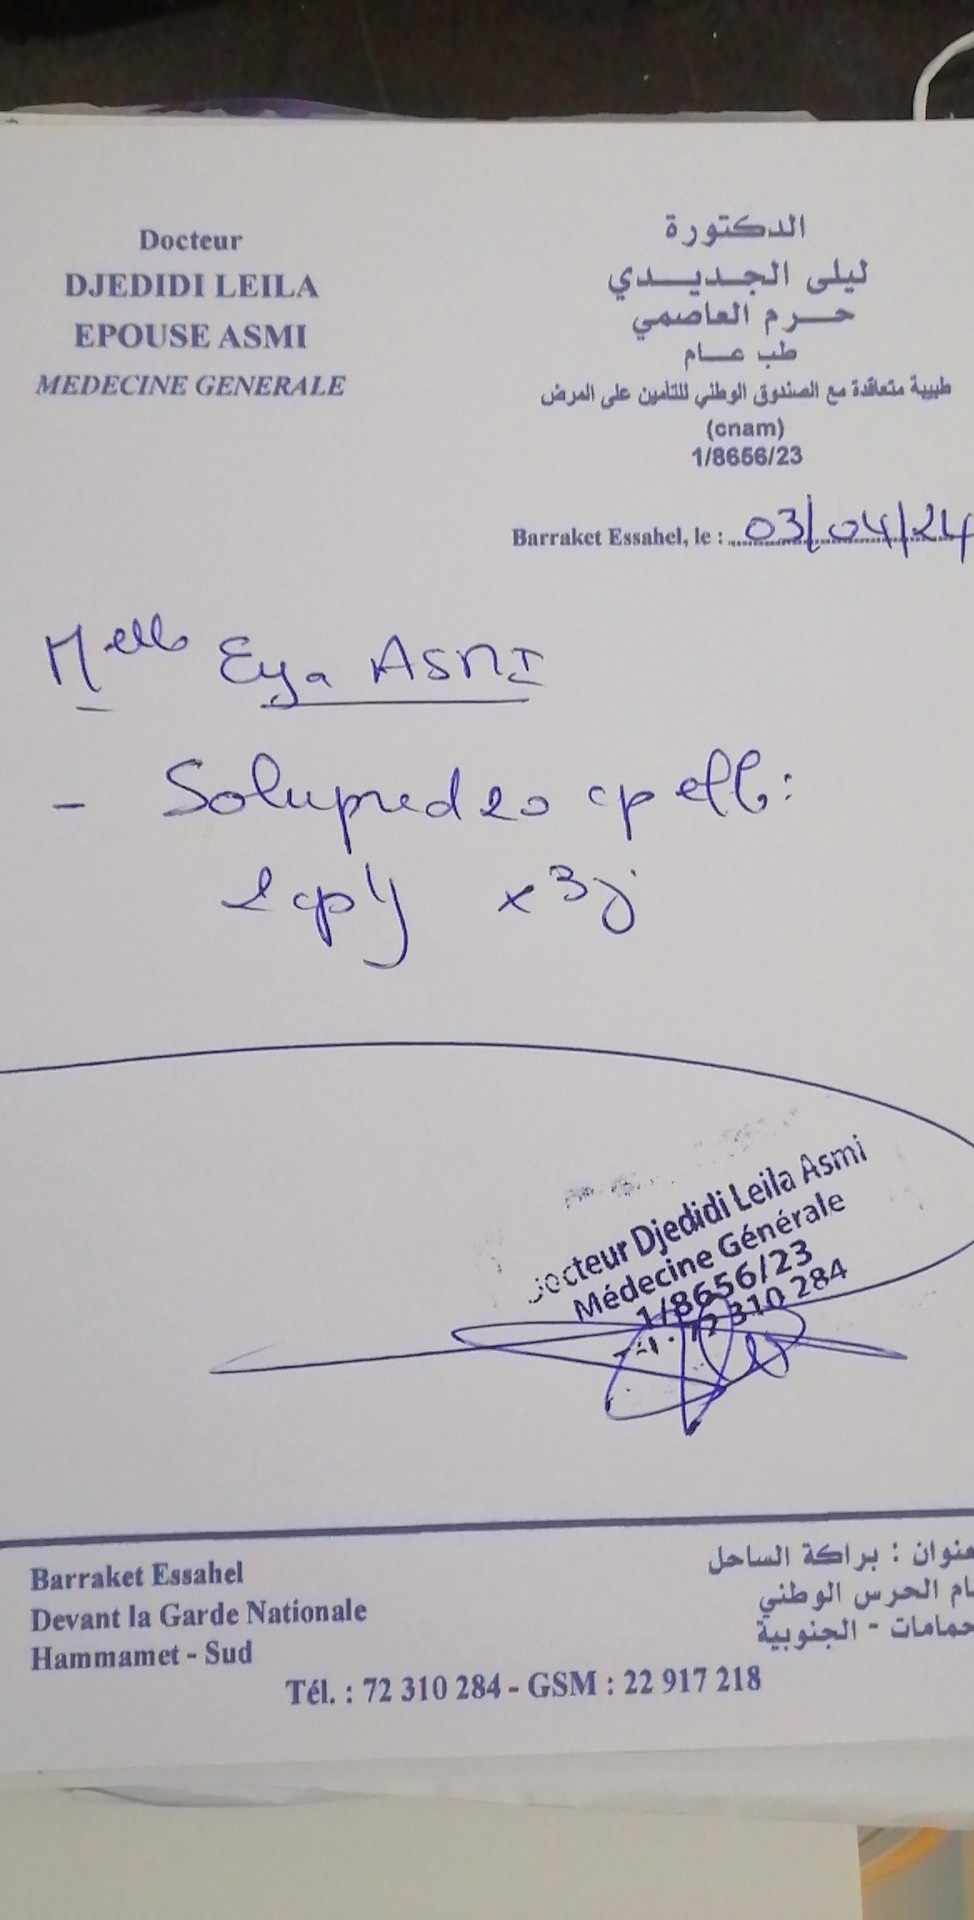 Docteur
DJEDIDI LEILA
EPOUSE ASMI
MEDECINE GENERALE
الدكتورة
ليلى الجديدي
حرم العاصمي
طب عام
طبيبة متعاقدة مع الصندوق الوطني للتأمين على المرض
(cnam)
1/8656/23
Barraket Essahel, le : 03/04/24
Melle Eya ASMI
- Solupred 20 cp eff:
cp/j x 3j
Docteur Djedidi Leila Asmi
Médecine Générale
1/8656/23
72 310 284
Barraket Essahel
Devant la Garde Nationale
Hammamet - Sud
عنوان : براكة الساحل
ام الحرس الوطني
حمامات - الجنوبية
Tél. : 72 310 284 - GSM : 22 917 218